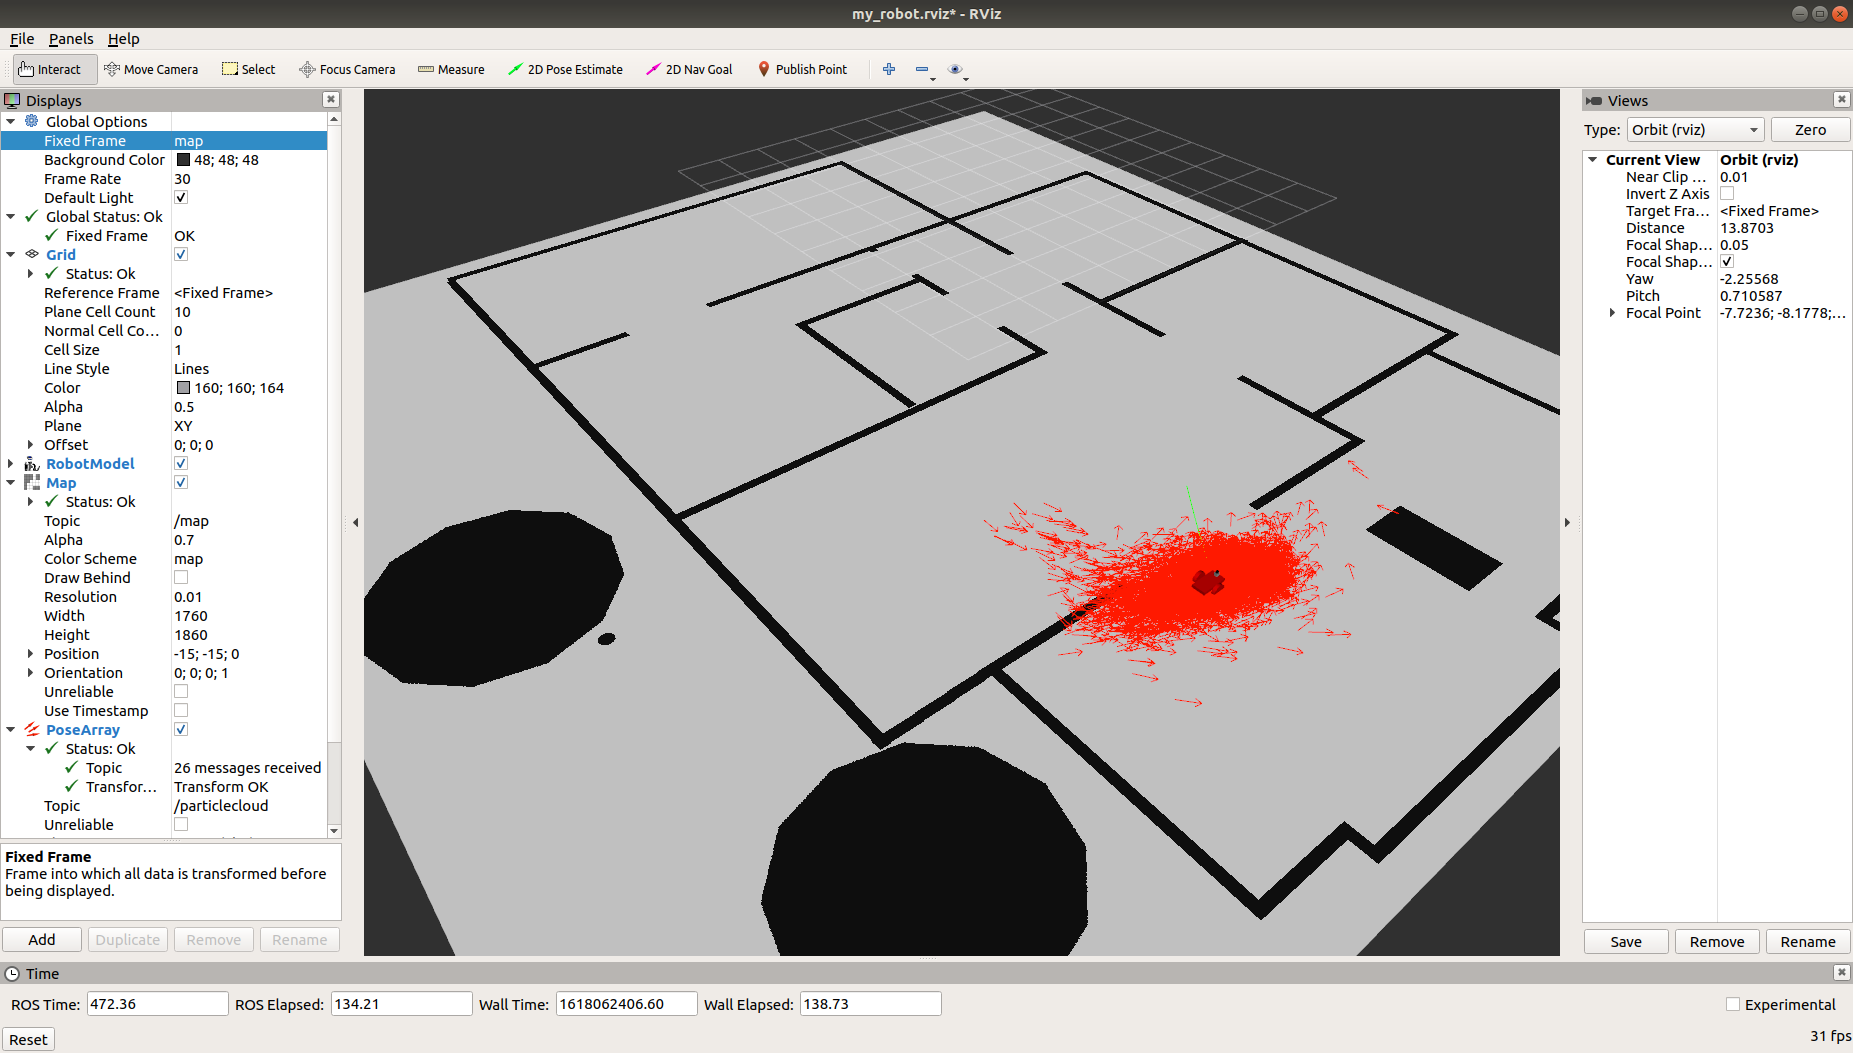 my_robot.rviz* - RViz
File Panels Help
Interact Move Camera Select Focus Camera Measure 2D Pose Estimate 2D Nav Goal Publish Point
Displays
Global Options
Fixed Frame map
Background Color 48; 48; 48
Frame Rate 30
Default Light
Global Status: Ok
Fixed Frame OK
Grid
Status: Ok
Reference Frame <Fixed Frame>
Plane Cell Count 10
Normal Cell Co... 0
Cell Size 1
Line Style Lines
Color 160; 160; 164
Alpha 0.5
Plane XY
Offset 0; 0; 0
RobotModel
Map
Status: Ok
Topic /map
Alpha 0.7
Color Scheme map
Draw Behind
Resolution 0.01
Width 1760
Height 1860
Position -15; -15; 0
Orientation 0; 0; 0; 1
Unreliable
Use Timestamp
PoseArray
Status: Ok
Topic 26 messages received
Transfor... Transform OK
Topic /particlecloud
Unreliable
Fixed Frame
Frame into which all data is transformed before
being displayed.
Add Duplicate Remove Rename
Views
Type: Orbit (rviz) Zero
Current View Orbit (rviz)
Near Clip ... 0.01
Invert Z Axis
Target Fra... <Fixed Frame>
Distance 13.8703
Focal Shap... 0.05
Focal Shap...
Yaw -2.25568
Pitch 0.710587
Focal Point -7.7236; -8.1778;...
Save Remove Rename
Time
ROS Time: 472.36 ROS Elapsed: 134.21 Wall Time: 1618062406.60 Wall Elapsed: 138.73 Experimental
Reset 31 fps